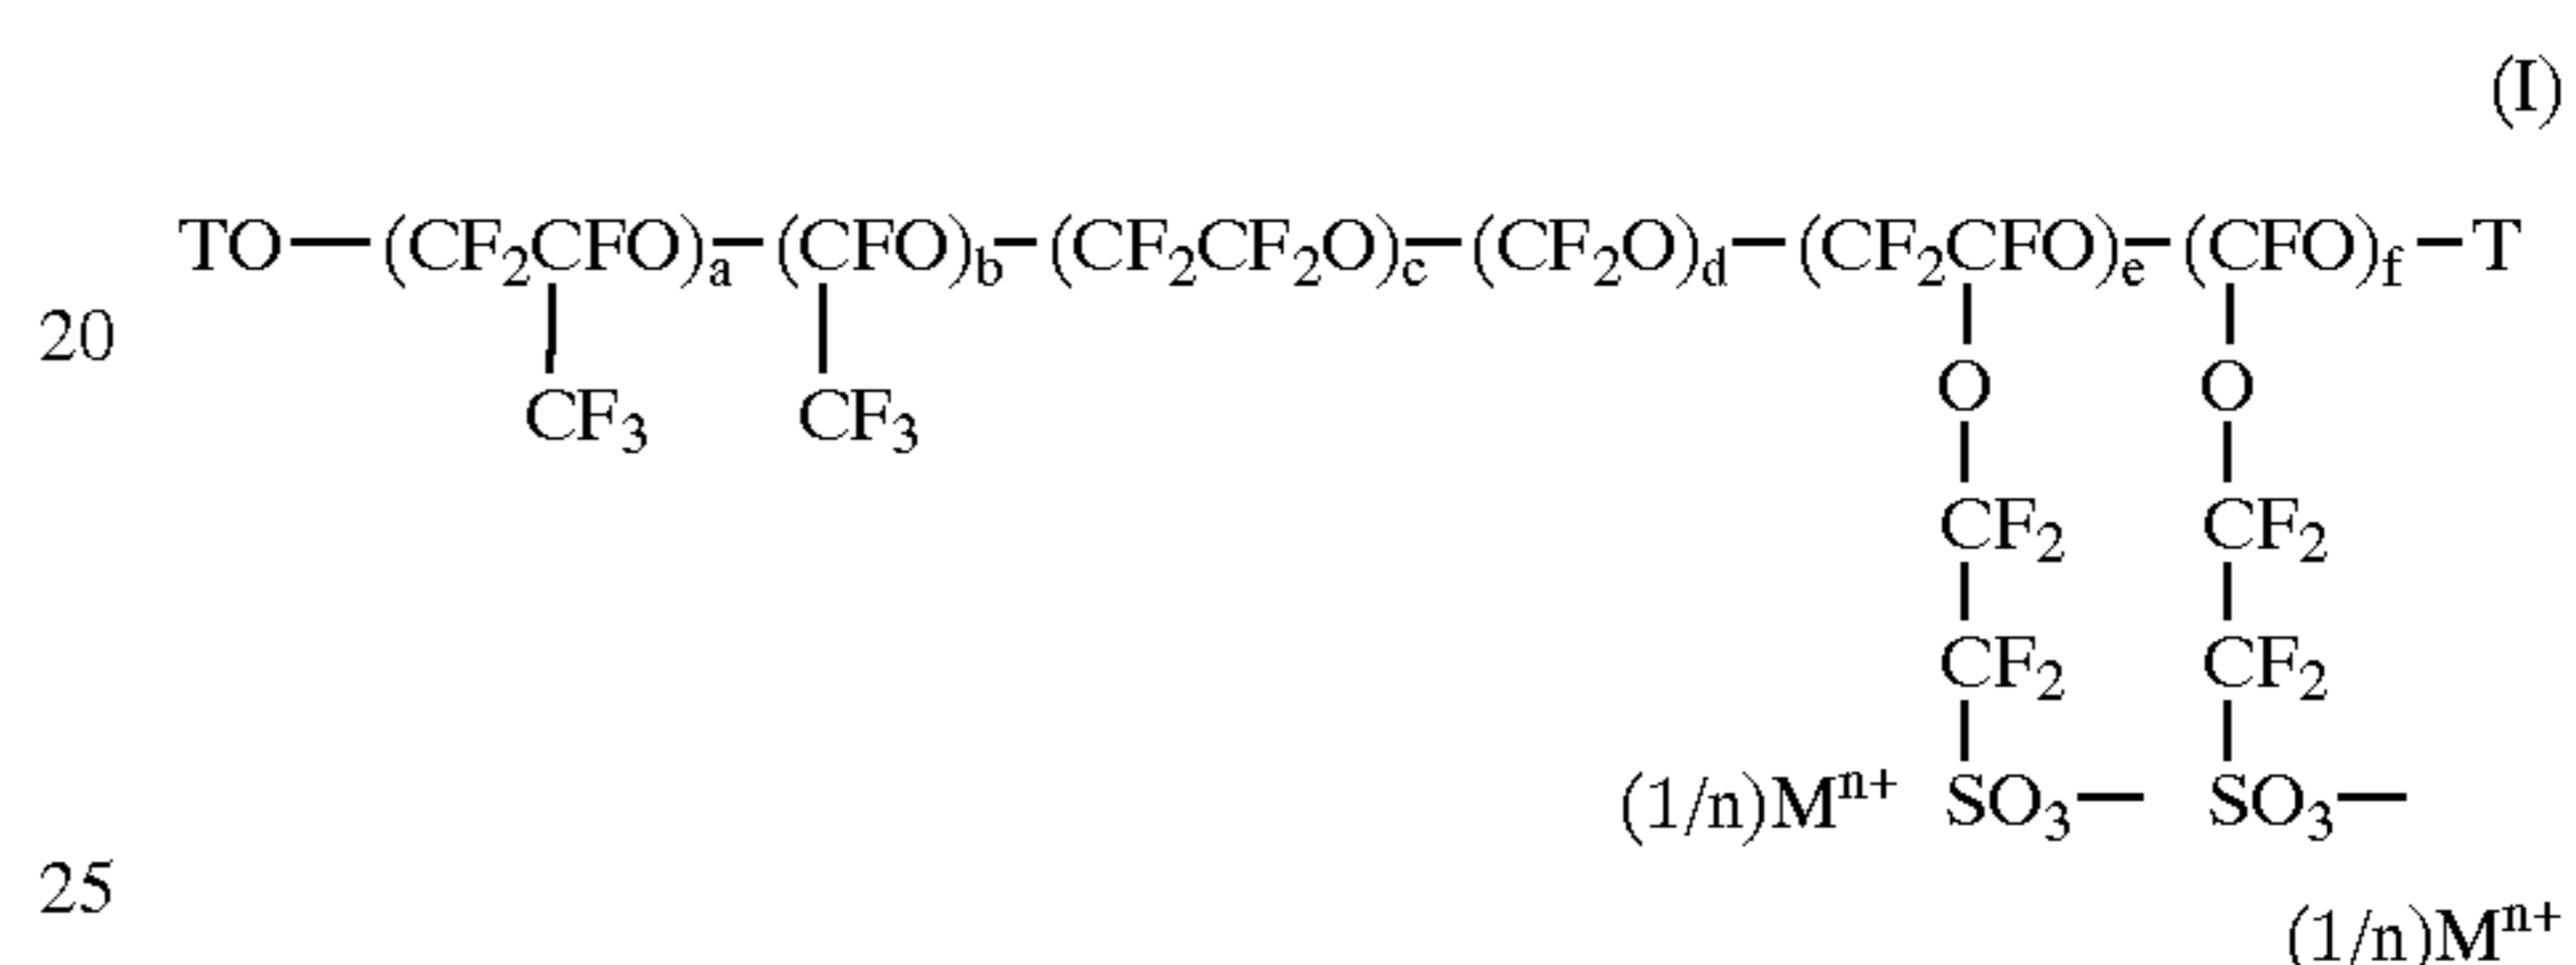 (I)
TO—(CF₂CFO)ₐ—(CFO)b—(CF₂CF₂O)c—(CF₂O)d—(CF₂CFO)e—(CFO)f—T
20
O O
CF₃ CF₃
CF₂ CF₂
CF₂ CF₂
(1/n)Mⁿ⁺ SO₃— SO₃—
25
(1/n)Mⁿ⁺